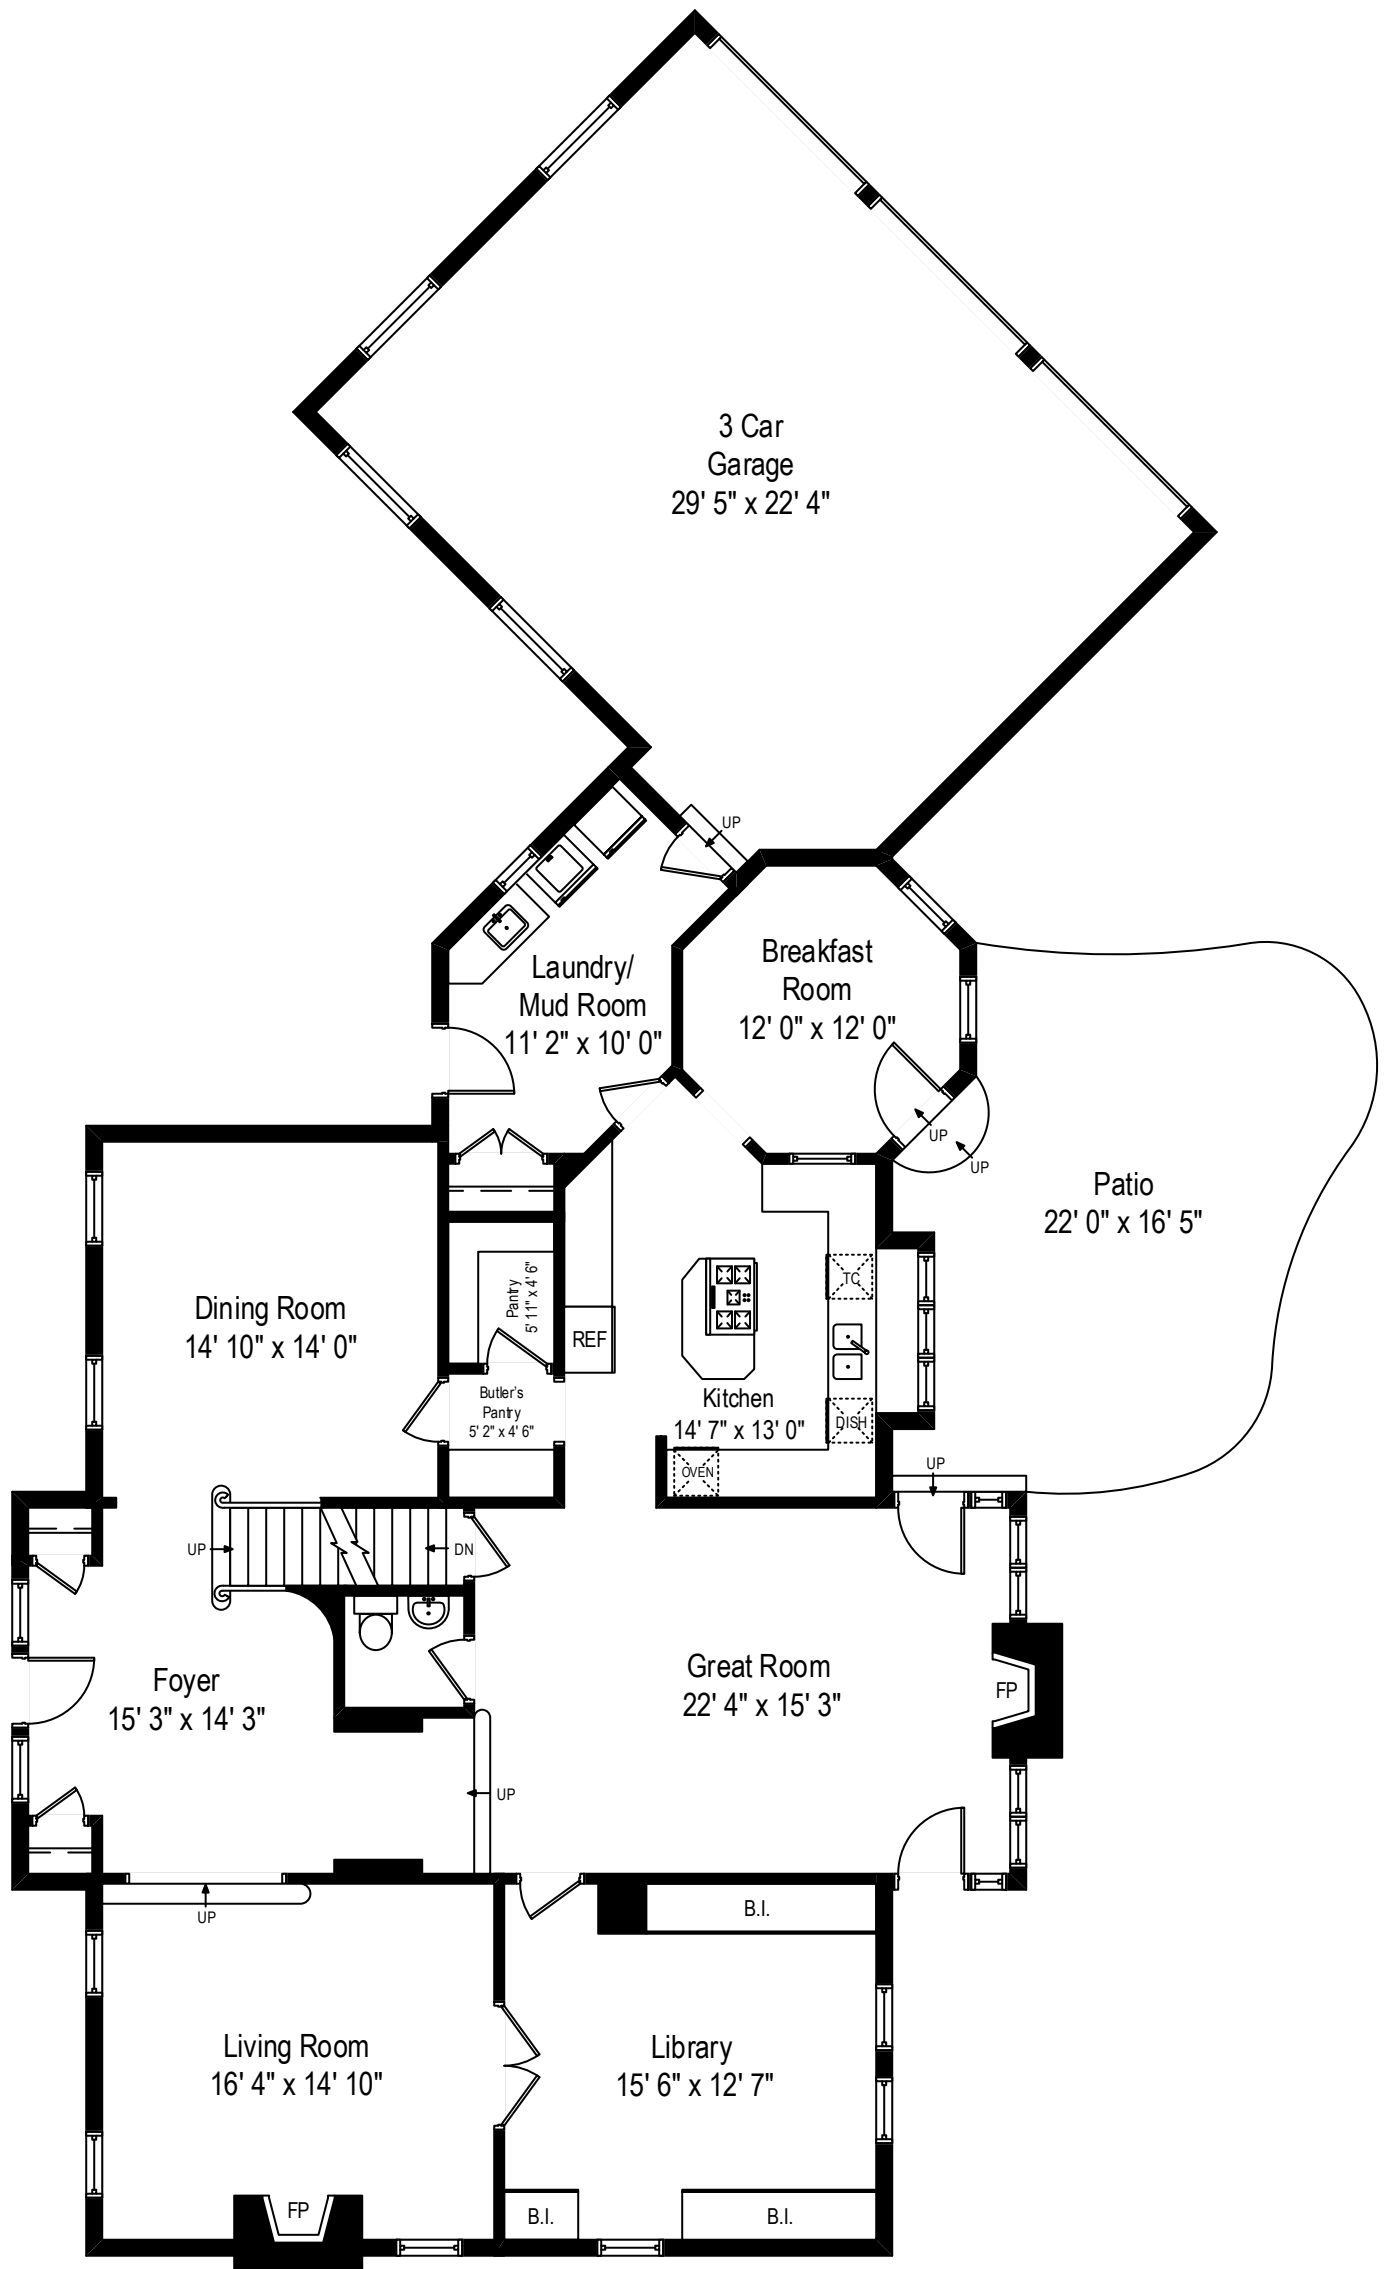 3 Car
Garage
29' 5" x 22' 4"
UP
Laundry/
Mud Room
11' 2" x 10' 0"
Breakfast
Room
12' 0" x 12' 0"
UP
UP
Patio
22' 0" x 16' 5"
Dining Room
14' 10" x 14' 0"
Pantry
5' 11" x 4' 6"
REF
TC
Butler's
Pantry
5' 2" x 4' 6"
Kitchen
14' 7" x 13' 0"
DISH
OVEN
UP
UP
DN
Foyer
15' 3" x 14' 3"
Great Room
22' 4" x 15' 3"
FP
UP
UP
B.I.
Living Room
16' 4" x 14' 10"
Library
15' 6" x 12' 7"
FP
B.I.
B.I.